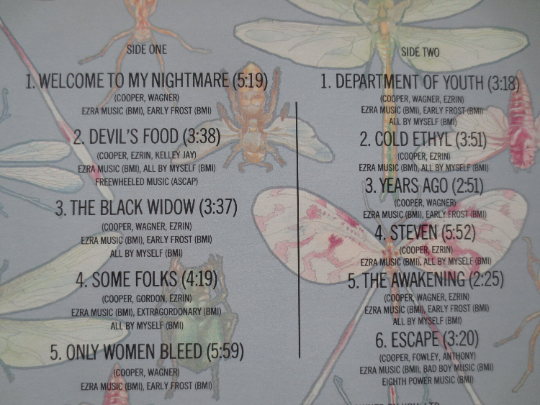 SIDE ONE
1. WELCOME TO MY NIGHTMARE (5:19)
(COOPER, WAGNER)
EZRA MUSIC (BMI), EARLY FROST (BMI)
2. DEVIL'S FOOD (3:38)
(COOPER, EZRIN, KELLEY JAY)
EZRA MUSIC (BMI), ALL BY MYSELF (BMI)
FREEWHEELED MUSIC (ASCAP)
3. THE BLACK WIDOW (3:37)
(COOPER, WAGNER, EZRIN)
EZRA MUSIC (BMI), EARLY FROST (BMI)
ALL BY MYSELF (BMI)
4. SOME FOLKS (4:19)
(COOPER, GORDON, EZRIN)
EZRA MUSIC (BMI), EXTRAGORDONARY (BMI)
ALL BY MYSELF (BMI)
5. ONLY WOMEN BLEED (5:59)
(COOPER, WAGNER)
EZRA MUSIC (BMI), EARLY FROST (BMI)
SIDE TWO
1. DEPARTMENT OF YOUTH (3:18)
(COOPER, WAGNER, EZRIN)
EZRA MUSIC (BMI), EARLY FROST (BMI)
ALL BY MYSELF (BMI)
2. COLD ETHYL (3:51)
(COOPER, EZRIN)
EZRA MUSIC (BMI), ALL BY MYSELF (BMI)
3. YEARS AGO (2:51)
(COOPER, WAGNER)
EZRA MUSIC (BMI), EARLY FROST (BMI)
4. STEVEN (5:52)
(COOPER, EZRIN)
EZRA MUSIC (BMI), ALL BY MYSELF (BMI)
5. THE AWAKENING (2:25)
(COOPER, WAGNER, EZRIN)
EZRA MUSIC (BMI), EARLY FROST (BMI)
ALL BY MYSELF (BMI)
6. ESCAPE (3:20)
(COOPER, FOWLEY, ANTHONY)
EZRA MUSIC (BMI), BAD BOY MUSIC (BMI)
EIGHTH POWER MUSIC (BMI)